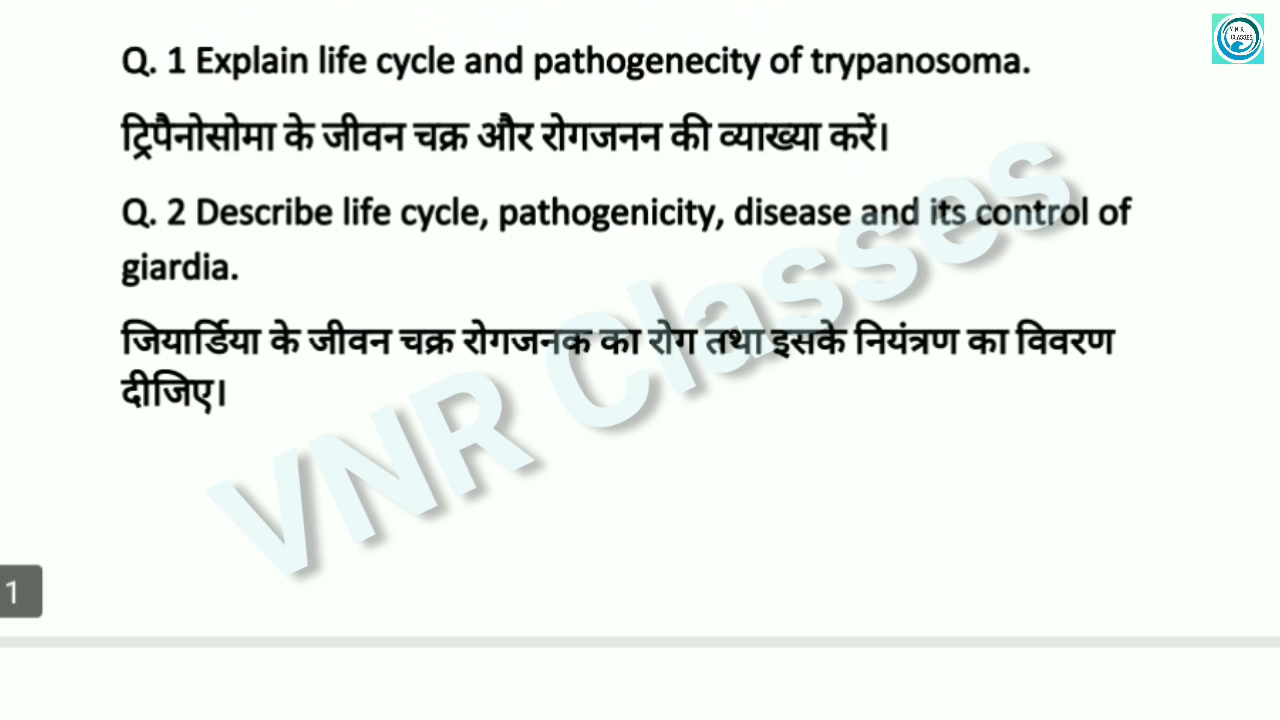 Q. 1 Explain life cycle and pathogenecity of trypanosoma.
ट्रिपैनोसोमा के जीवन चक्र और रोगजनन की व्याख्या करें।
Q. 2 Describe life cycle, pathogenicity, disease and its control of
giardia.
जियार्डिया के जीवन चक्र रोगजनक का रोग तथा इसके नियंत्रण का विवरण
दीजिए।
VNR Classes
1
V N R
CLASSES